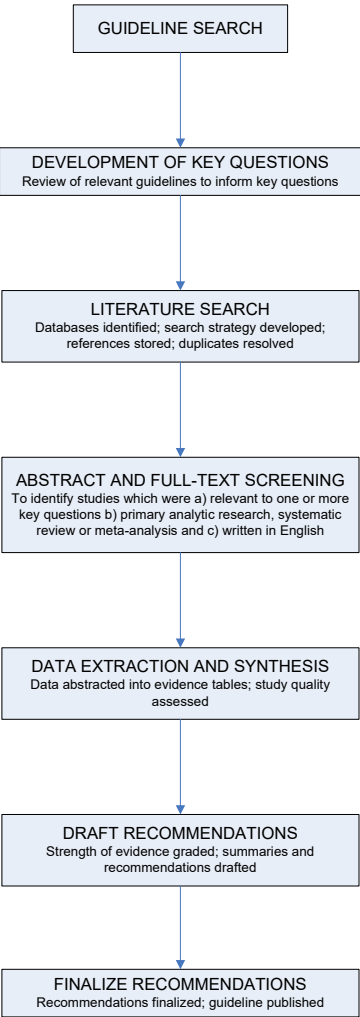 GUIDELINE SEARCH
DEVELOPMENT OF KEY QUESTIONS
Review of relevant guidelines to inform key questions
LITERATURE SEARCH
Databases identified; search strategy developed;
references stored; duplicates resolved
ABSTRACT AND FULL-TEXT SCREENING
To identify studies which were a) relevant to one or more
key questions b) primary analytic research, systematic
review or meta-analysis and c) written in English
DATA EXTRACTION AND SYNTHESIS
Data abstracted into evidence tables; study quality
assessed
DRAFT RECOMMENDATIONS
Strength of evidence graded; summaries and
recommendations drafted
FINALIZE RECOMMENDATIONS
Recommendations finalized; guideline published